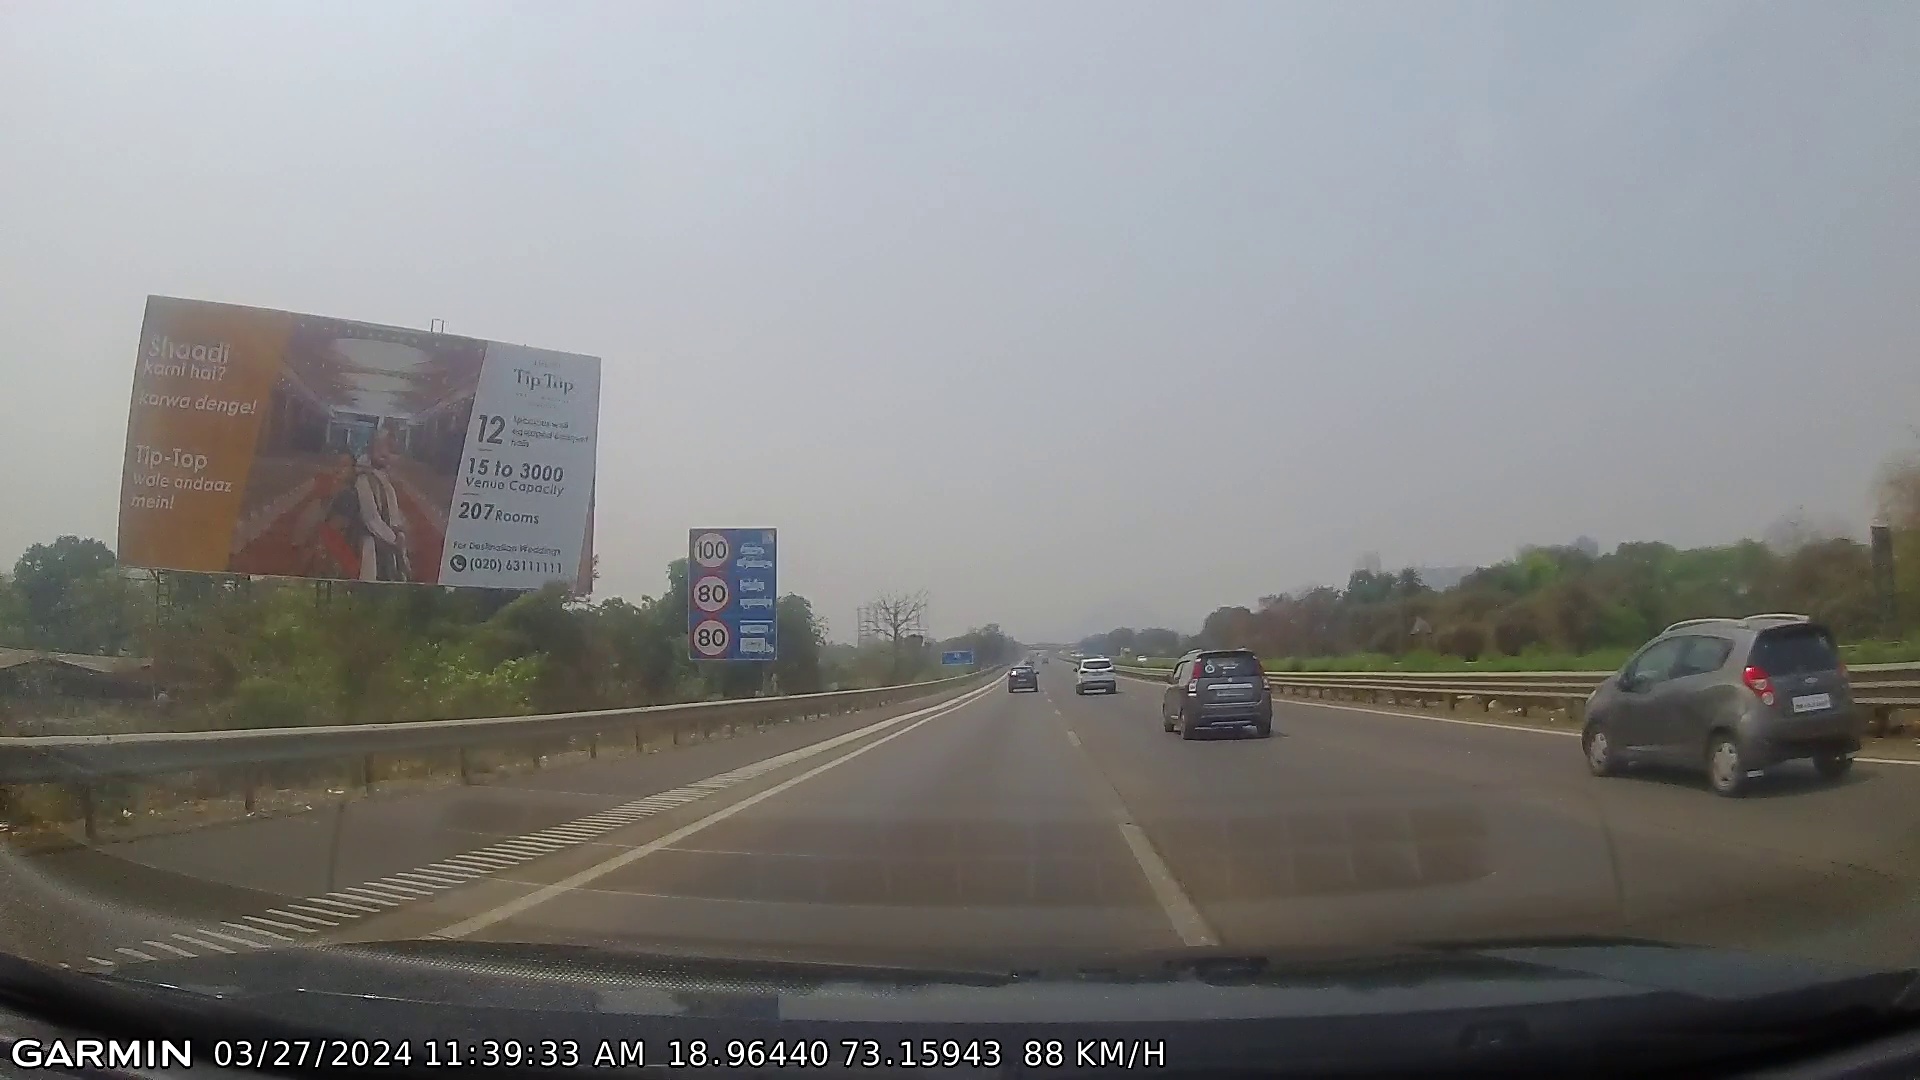 Shaadi
karni hai?
karwa denge!
Tip-Top
wale andaaz
mein!
Tip Top
12
15 to 3000
Venue Capacity
207 Rooms
For Destination Weddings
(020) 63111111
100
80
80
GARMIN 03/27/2024 11:39:33 AM 18.96440 73.15943 88 KM/H